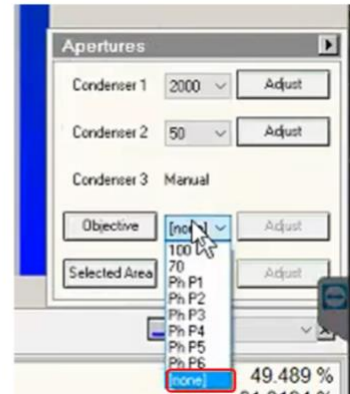 Apertures
Condenser 1 2000 Adjust
Condenser 2 50 Adjust
Condenser 3 Manual
Objective [none] Adjust
100
70
Selected Area Adjust
Ph P1
Ph P2
Ph P3
Ph P4
Ph P5
Ph P6
[none]
49.489 %